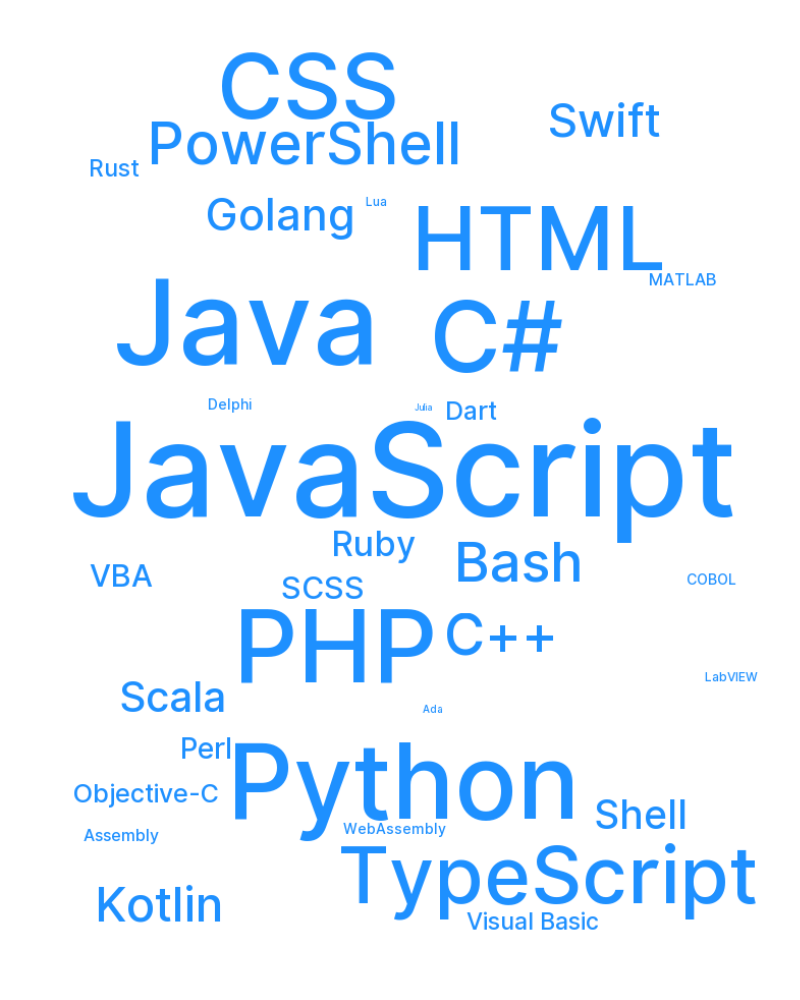 CSS
Swift
PowerShell
Rust
Lua
Golang
HTML
MATLAB
Java
C#
Delphi
Julia
Dart
JavaScript
Ruby
Bash
VBA
COBOL
SCSS
PHP
C++
LabVIEW
Scala
Ada
Perl
Python
Objective-C
Shell
WebAssembly
Assembly
TypeScript
Kotlin
Visual Basic